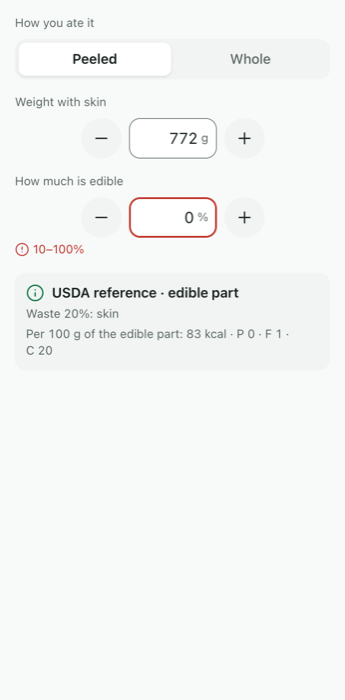 How you ate it
Peeled
Whole
Weight with skin
− 772 g +
How much is edible
− 0 % +
10–100%
USDA reference · edible part
Waste 20%: skin
Per 100 g of the edible part: 83 kcal · P 0 · F 1 ·
C 20